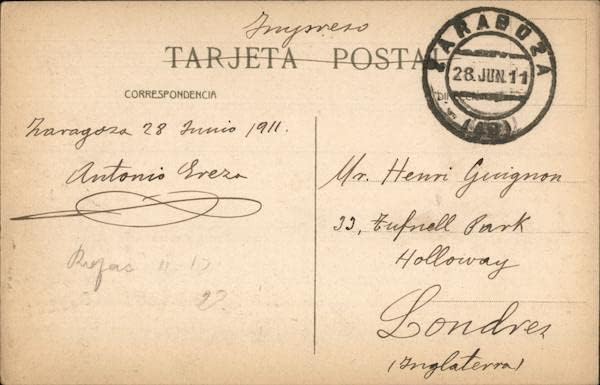 Impreso
TARJETA POSTAL
ZARAGOZA
28.JUN.11
CORRESPONDENCIA
Zaragoza 28 Junio 1911.
Antonio
Mr. Henri Guignon
33, Tufnell Park
Holloway
Londres
(Inglaterra)